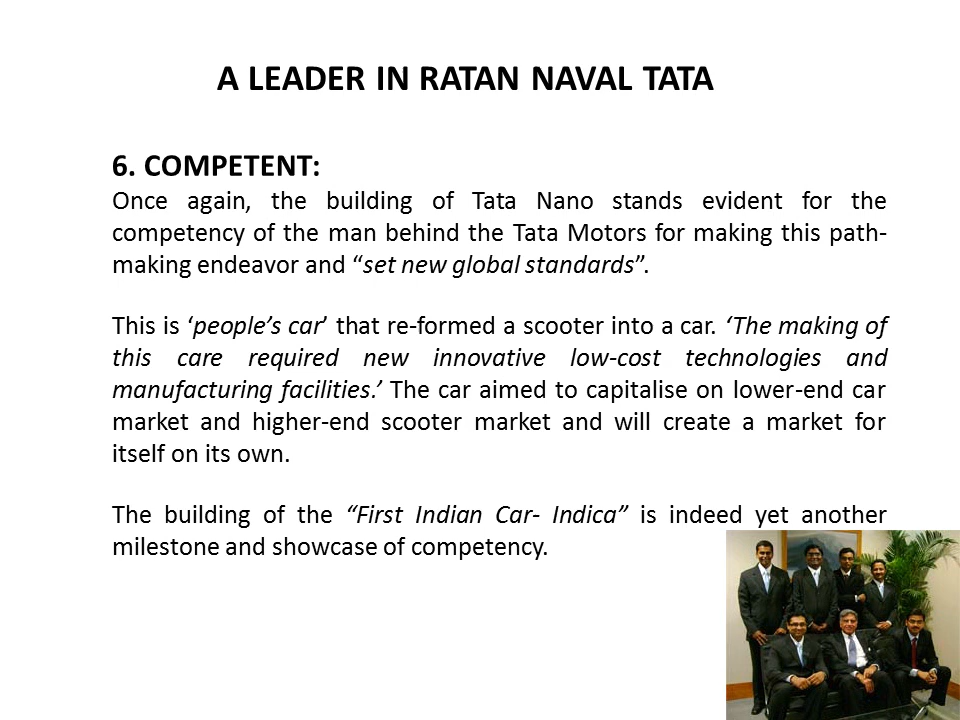 A LEADER IN RATAN NAVAL TATA
6. COMPETENT:
Once again, the building of Tata Nano stands evident for the
competency of the man behind the Tata Motors for making this path-
making endeavor and “set new global standards”.
This is ‘people’s car’ that re-formed a scooter into a car. ‘The making of
this care required new innovative low-cost technologies and
manufacturing facilities.’ The car aimed to capitalise on lower-end car
market and higher-end scooter market and will create a market for
itself on its own.
The building of the “First Indian Car- Indica” is indeed yet another
milestone and showcase of competency.